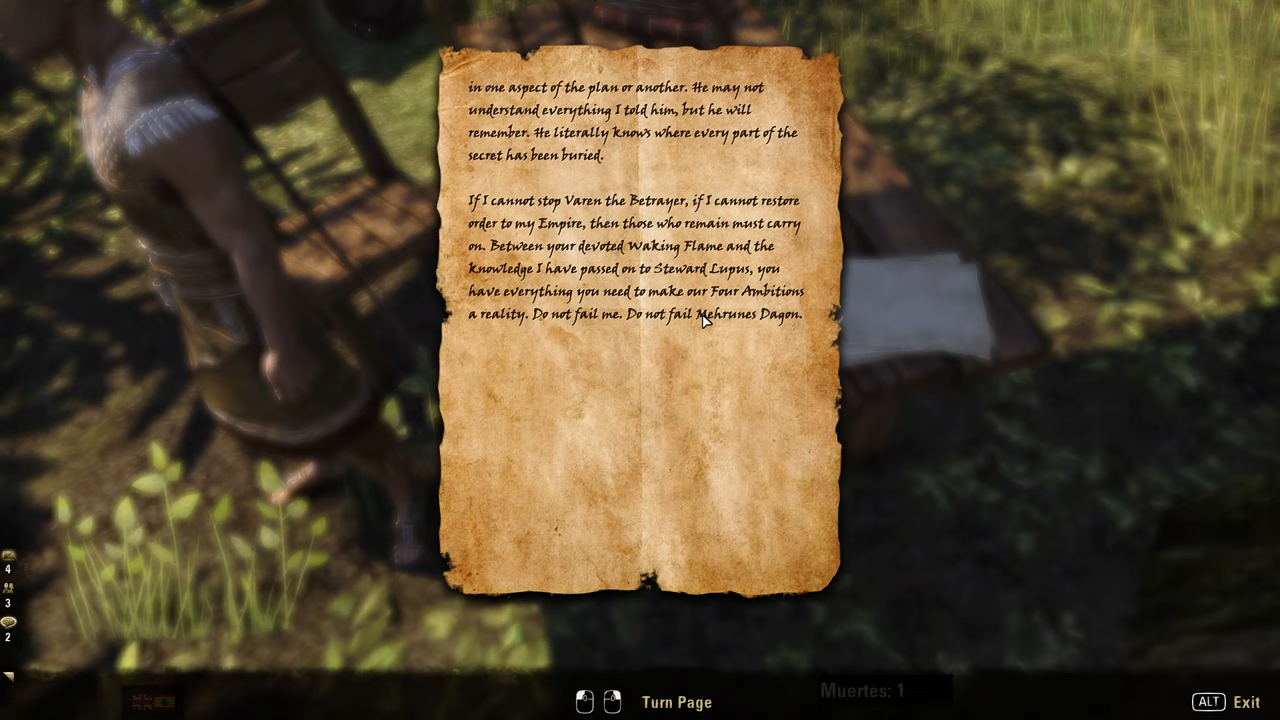 in one aspect of the plan or another. He may not
understand everything I told him, but he will
remember. He literally knows where every part of the
secret has been buried.
If I cannot stop Varen the Betrayer, if I cannot restore
order to my Empire, then those who remain must carry
on. Between your devoted Waking Flame and the
knowledge I have passed on to Steward Lupus, you
have everything you need to make our Four Ambitions
a reality. Do not fail me. Do not fail Mehrunes Dagon.
4
3
2
Turn Page
Muertes: 1
ALT Exit